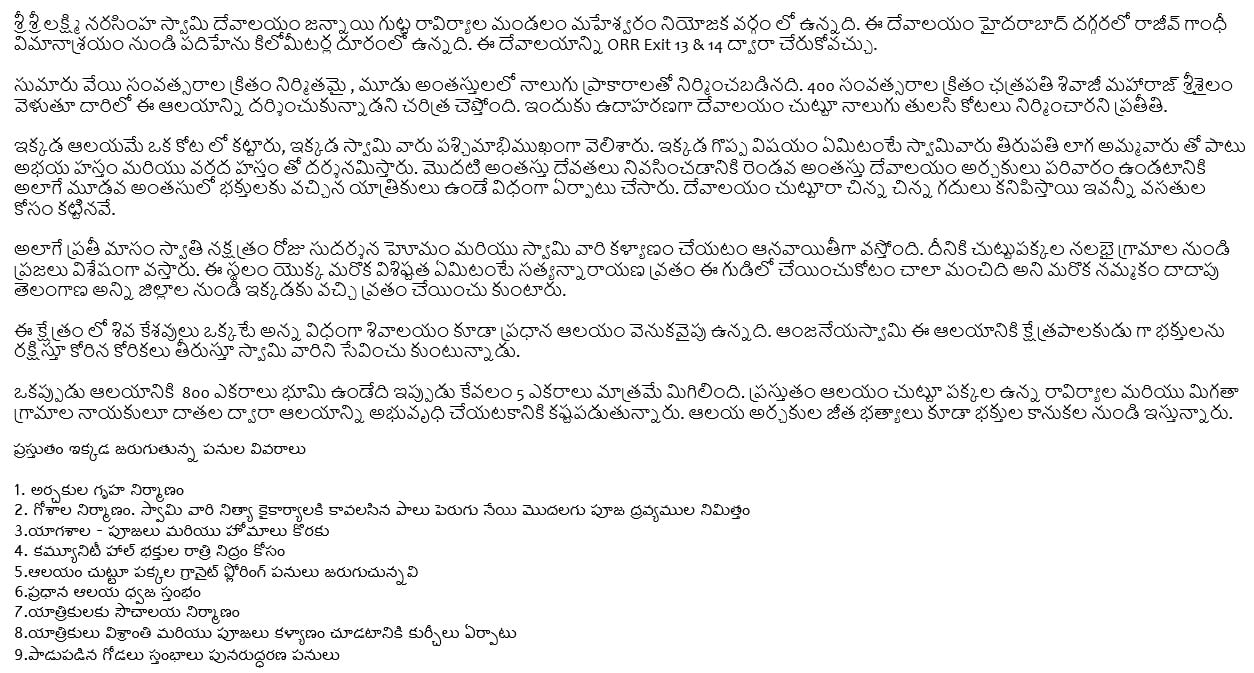 శ్రీ శ్రీ లక్ష్మి నరసింహ స్వామి దేవాలయం జన్నాయి గుట్ట రావిర్యాల మండలం మహేశ్వరం నియోజక వర్గం లో ఉన్నది. ఈ దేవాలయం హైదరాబాద్ దగ్గరలో రాజీవ్ గాంధీ
విమానాశ్రయం నుండి పదిహేను కిలోమీటర్ల దూరంలో ఉన్నది. ఈ దేవాలయాన్ని ORR Exit 13 & 14 ద్వారా చేరుకోవచ్చు.
సుమారు వేయి సంవత్సరాల క్రితం నిర్మితమై , మూడు అంతస్తులలో నాలుగు ప్రాకారాలతో నిర్మించబడినది. 400 సంవత్సరాల క్రితం ఛత్రపతి శివాజీ మహారాజ్ శ్రీశైలం
వెళుతూ దారిలో ఈ ఆలయాన్ని దర్శించుకున్నాడని చరిత్ర చెప్తోంది. ఇందుకు ఉదాహరణగా దేవాలయం చుట్టూ నాలుగు తులసి కోటలు నిర్మించారని ప్రతీతి.
ఇక్కడ ఆలయమే ఒక కోట లో కట్టారు, ఇక్కడ స్వామి వారు పశ్చిమాభిముఖంగా వెలిశారు. ఇక్కడ గొప్ప విషయం ఏమిటంటే స్వామివారు తిరుపతి లాగ అమ్మవారు తో పాటు
అభయ హస్తం మరియు వరద హస్తం తో దర్శనమిస్తారు. మొదటి అంతస్తు దేవతలు నివసించడానికి రెండవ అంతస్తు దేవాలయం అర్చకులు పరివారం ఉండటానికి
అలాగే మూడవ అంతసులో భక్తులకు వచ్చిన యాత్రికులు ఉండే విధంగా ఏర్పాటు చేసారు. దేవాలయం చుట్టూరా చిన్న చిన్న గదులు కనిపిస్తాయి ఇవన్నీ వసతుల
కోసం కట్టినవే.
అలాగే ప్రతీ మాసం స్వాతి నక్షత్రం రోజు సుదర్శన హెూమం మరియు స్వామి వారి కళ్యాణం చేయటం ఆనవాయితీగా వస్తోంది. దీనికి చుట్టుపక్కల నలభై గ్రామాల నుండి
ప్రజలు విశేషంగా వస్తారు. ఈ స్థలం యొక్క మరొక విశిష్టత ఏమిటంటే సత్యన్నారాయణ వ్రతం ఈ గుడిలో చేయించుకోటం చాలా మంచిది అని మరొక నమ్మకం దాదాపు
తెలంగాణ అన్ని జిల్లాల నుండి ఇక్కడకు వచ్చి వ్రతం చేయించు కుంటారు.
ఈ క్షేత్రం లో శివ కేశవులు ఒక్కటే అన్న విధంగా శివాలయం కూడా ప్రధాన ఆలయం వెనుకవైపు ఉన్నది. ఆంజనేయస్వామి ఈ ఆలయానికి క్షేత్రపాలకుడు గా భక్తులను
రక్షిస్తూ కోరిన కోరికలు తీరుస్తూ స్వామి వారిని సేవించు కుంటున్నాడు.
ఒకప్పుడు ఆలయానికి 800 ఎకరాలు భూమి ఉండేది ఇప్పుడు కేవలం 5 ఎకరాలు మాత్రమే మిగిలింది. ప్రస్తుతం ఆలయం చుట్టూ పక్కల ఉన్న రావిర్యాల మరియు మిగతా
గ్రామాల నాయకులూ దాతల ద్వారా ఆలయాన్ని అభువృధి చేయటకానికి కష్టపడుతున్నారు. ఆలయ అర్చకుల జీత భత్యాలు కూడా భక్తుల కానుకల నుండి ఇస్తున్నారు.
ప్రస్తుతం ఇక్కడ జరుగుతున్న పనుల వివరాలు
1. అర్చకుల గృహ నిర్మాణం
2. గోశాల నిర్మాణం. స్వామి వారి నిత్యా కైకార్యాలకి కావలసిన పాలు పెరుగు నేయి మొదలగు పూజ ద్రవ్యముల నిమిత్తం
3.యాగశాల - పూజలు మరియు హోమాలు కొరకు
4. కమ్యూనిటీ హాల్ భక్తుల రాత్రి నిద్రం కోసం
5.ఆలయం చుట్టూ పక్కల గ్రానైట్ ఫ్లోరింగ్ పనులు జరుగుచున్నవి
6.ప్రధాన ఆలయ ధ్వజ స్తంభం
7.యాత్రికులకు సౌచాలయ నిర్మాణం
8.యాత్రికులు విశ్రాంతి మరియు పూజలు కళ్యాణం చూడటానికి కుర్చీలు ఏర్పాటు
9.పాడుపడిన గోడలు స్తంభాలు పునరుద్ధరణ పనులు